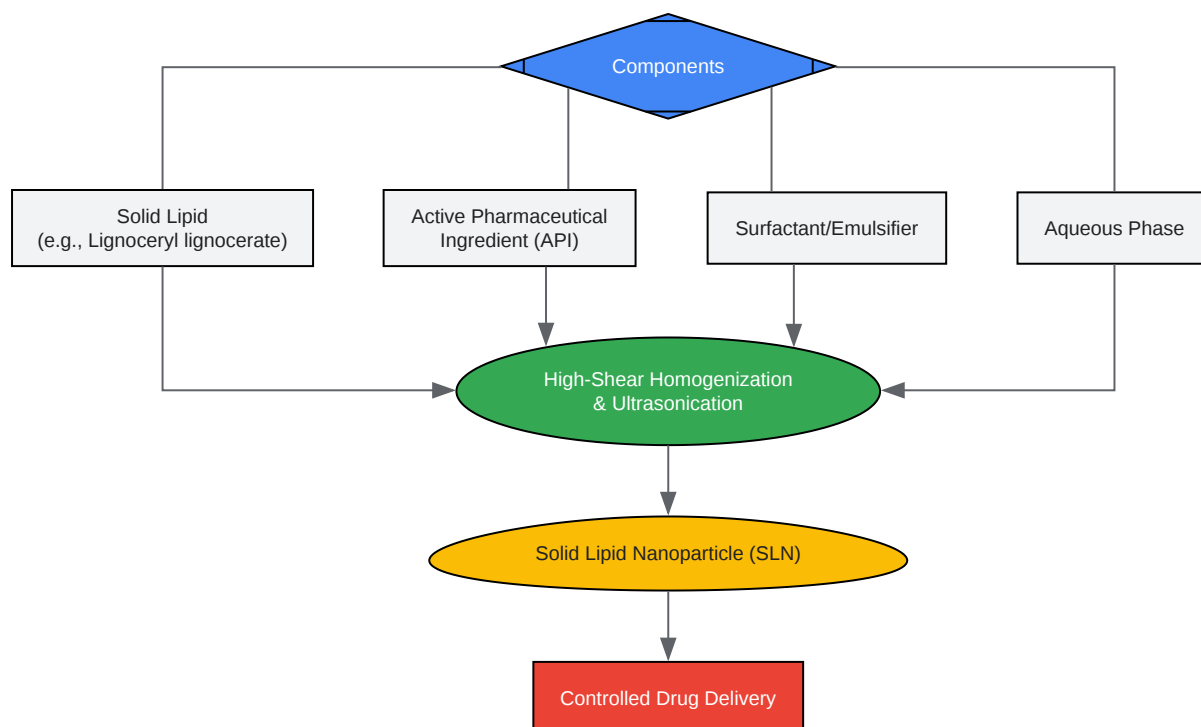 Components
Solid Lipid
(e.g., Lignoceryl lignocerate)
Active Pharmaceutical
Ingredient (API)
Surfactant/Emulsifier
Aqueous Phase
High-Shear Homogenization
& Ultrasonication
Solid Lipid Nanoparticle (SLN)
Controlled Drug Delivery